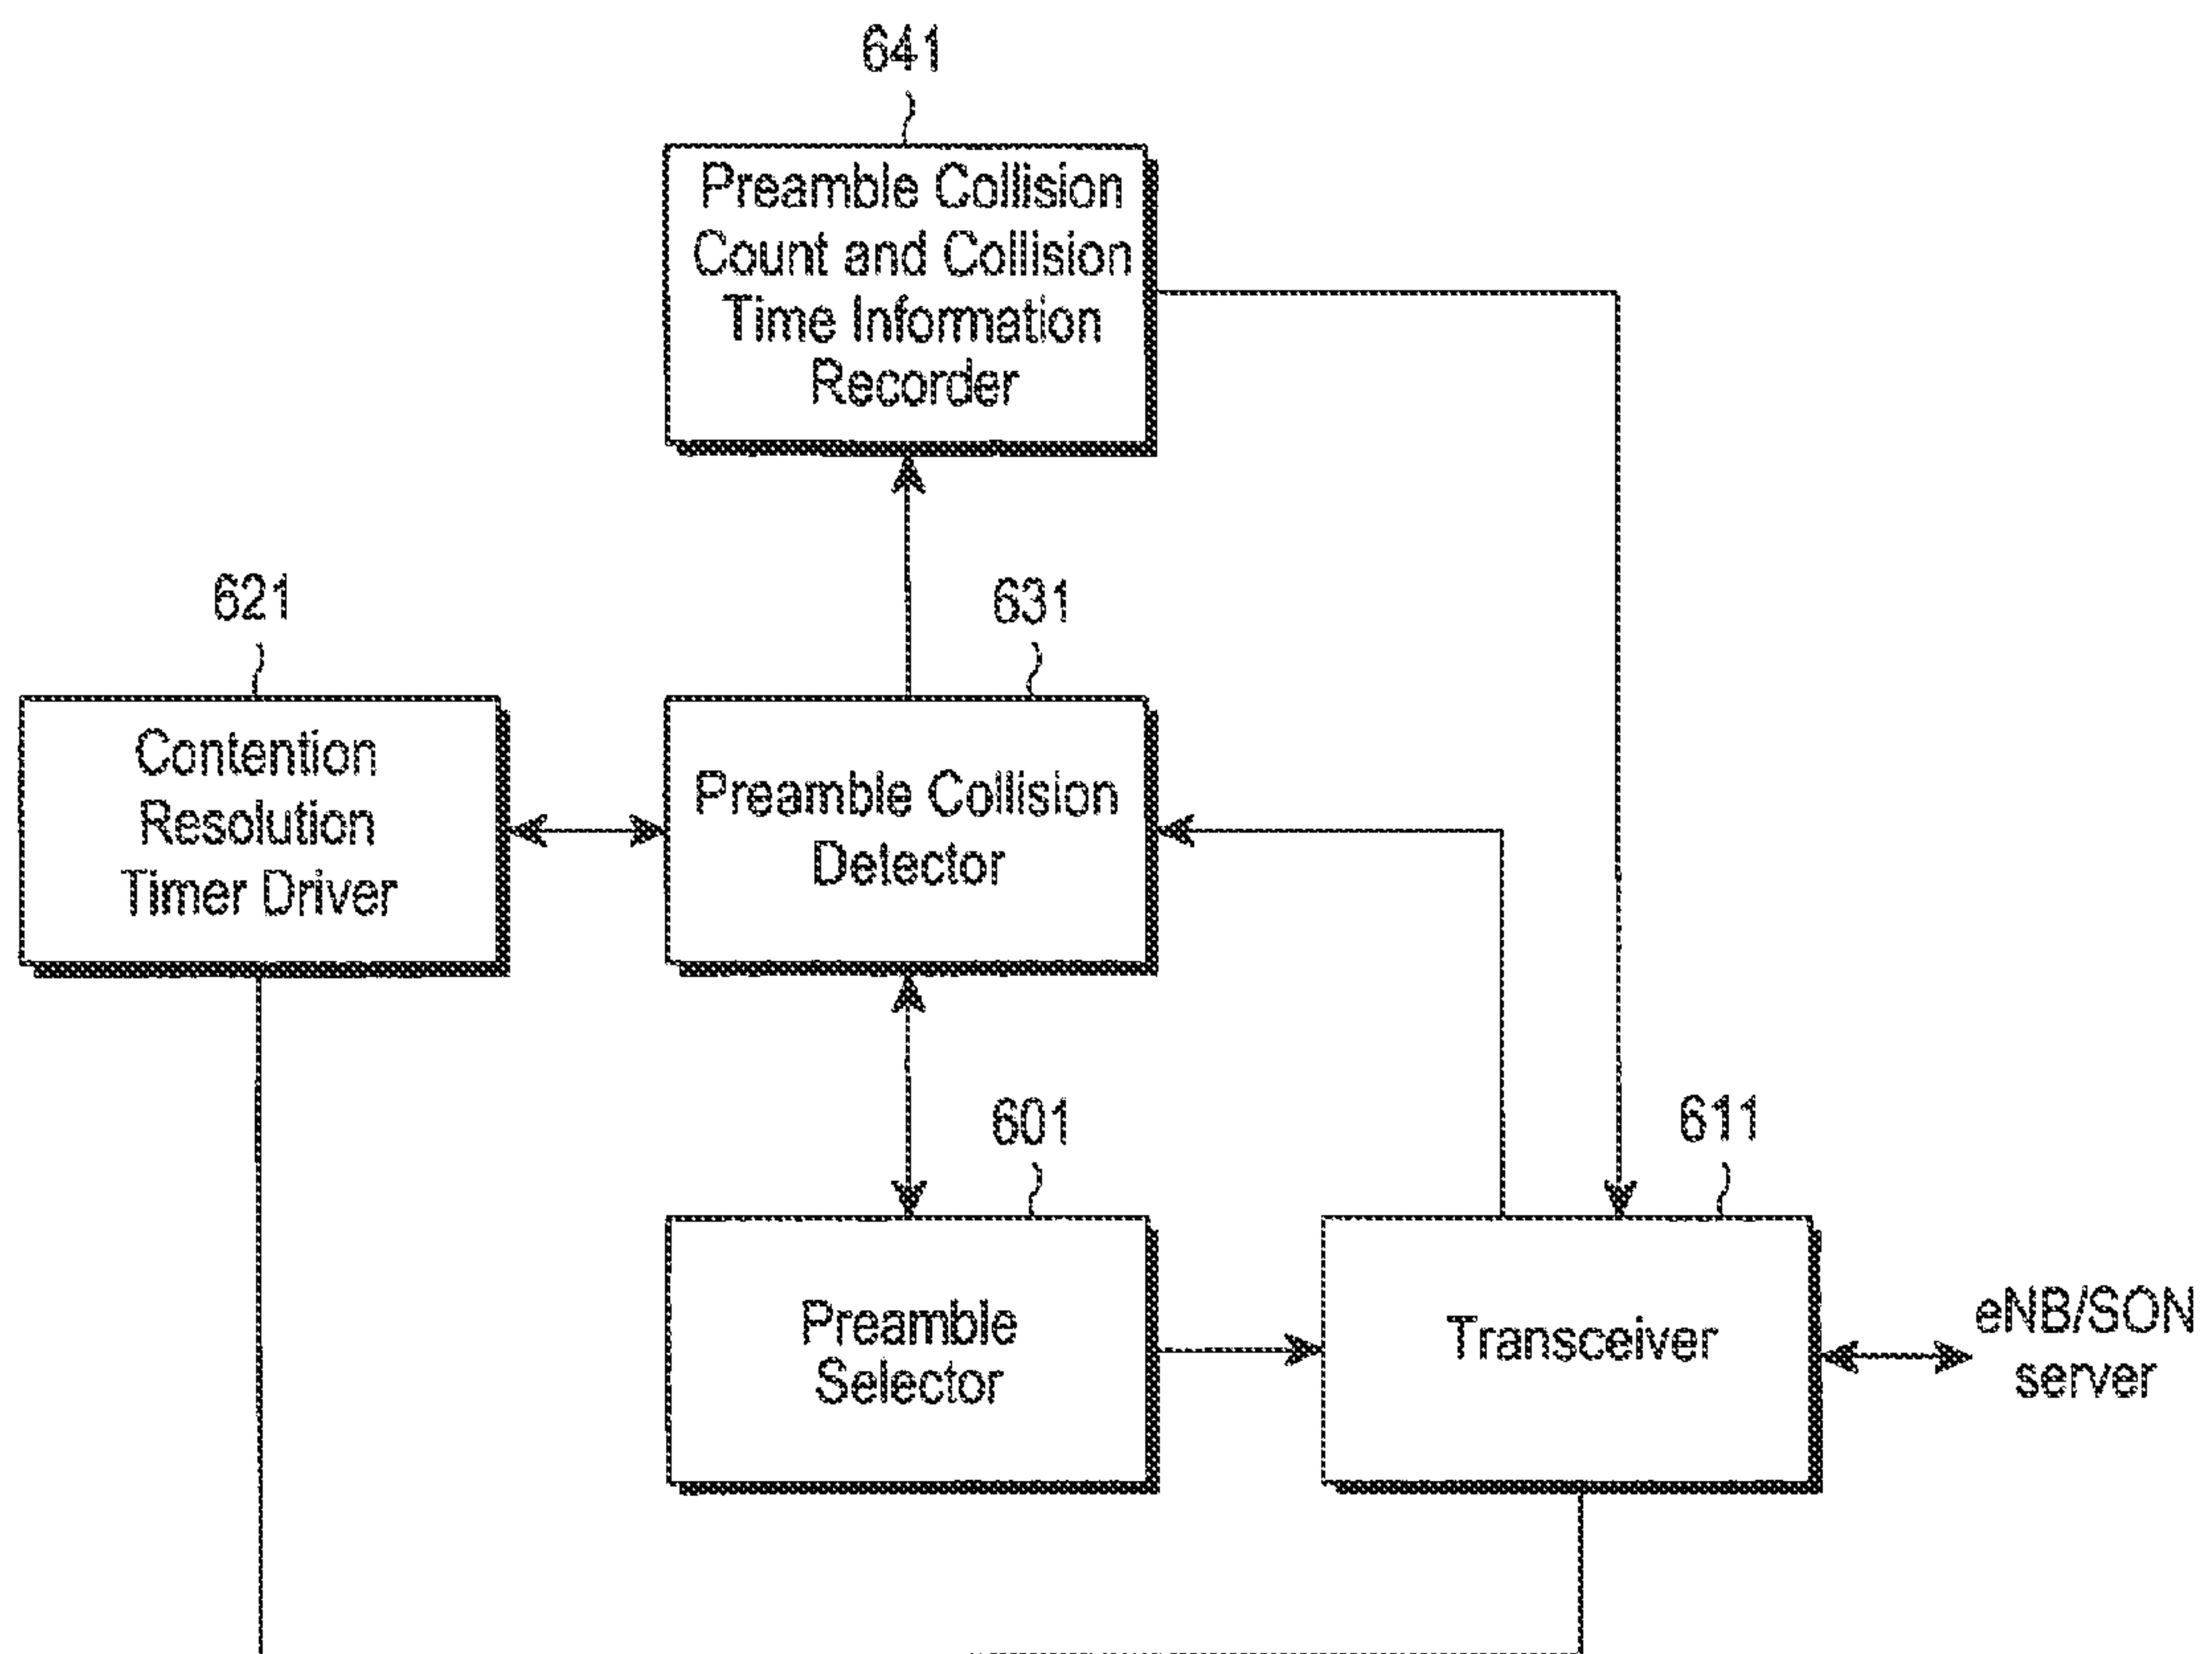 641
Preamble Collision
Count and Collision
Time Information
Recorder
621
631
Contention
Resolution
Timer Driver
Preamble Collision
Detector
601
611
Preamble
Selector
Transceiver
eNB/SON
server